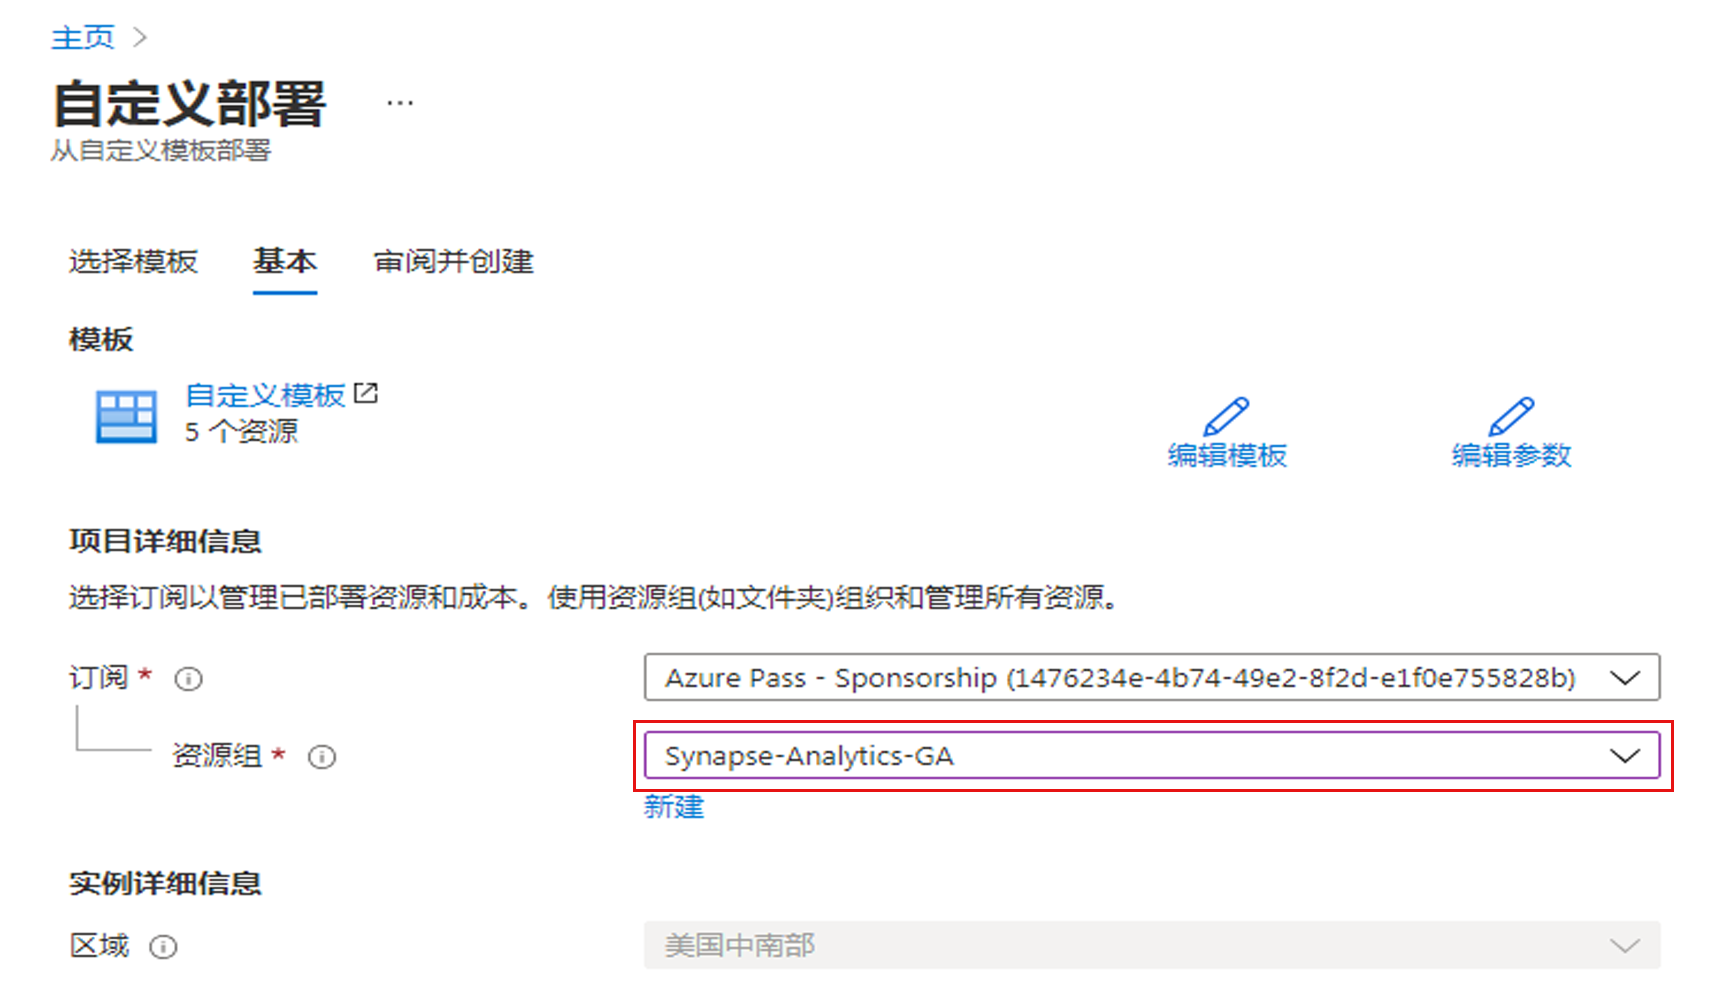 主页 >
自定义部署 ...
从自定义模板部署
选择模板 基本 审阅并创建
模板
自定义模板
5 个资源
编辑模板 编辑参数
项目详细信息
选择订阅以管理已部署资源和成本。使用资源组(如文件夹)组织和管理所有资源。
订阅 * Azure Pass - Sponsorship (1476234e-4b74-49e2-8f2d-e1f0e755828b)
资源组 * Synapse-Analytics-GA
新建
实例详细信息
区域 美国中南部